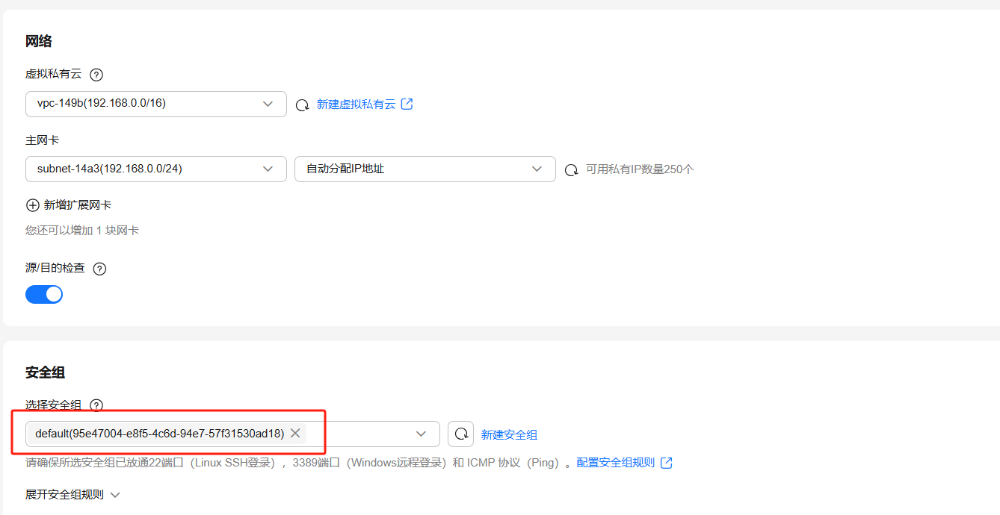 网络
虚拟私有云
vpc-149b(192.168.0.0/16) 新建虚拟私有云
主网卡
subnet-14a3(192.168.0.0/24) 自动分配IP地址 可用私有IP数量250个
新增扩展网卡
您还可以增加 1 块网卡
源/目的检查
安全组
选择安全组
default(95e47004-e8f5-4c6d-94e7-57f31530ad18) 新建安全组
请确保所选安全组已放通22端口（Linux SSH登录），3389端口（Windows远程登录）和 ICMP 协议（Ping）。配置安全组规则
展开安全组规则